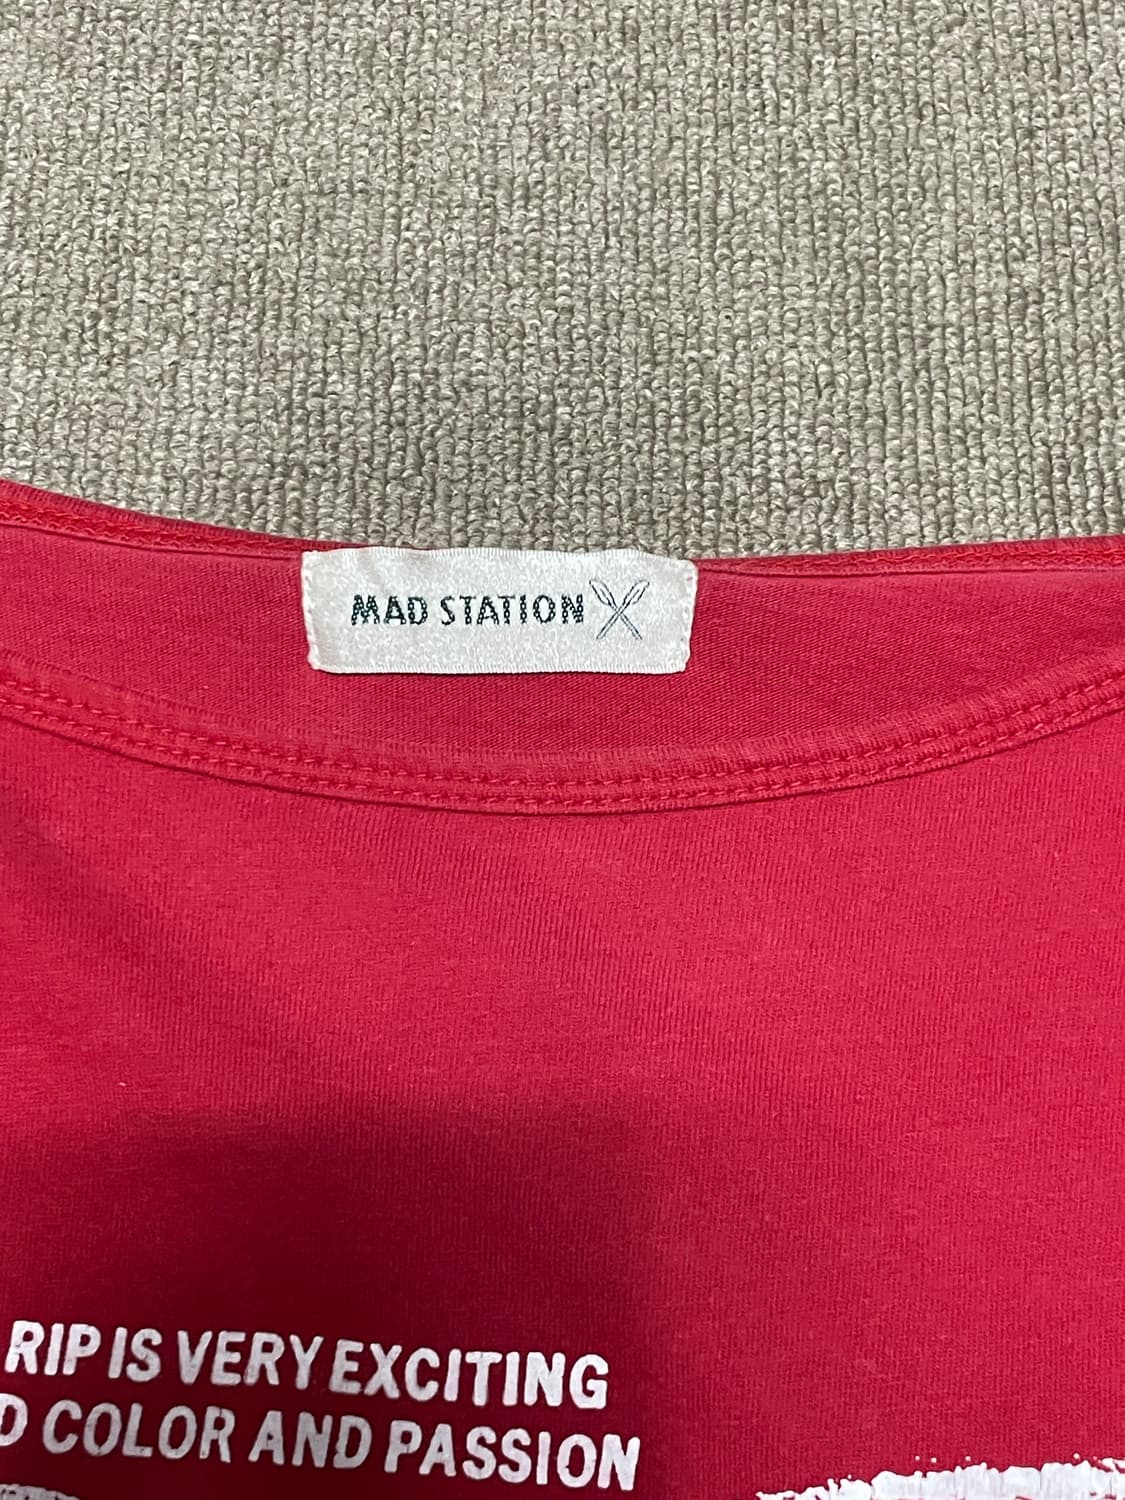 MAD STATION
RIP IS VERY EXCITING
D COLOR AND PASSION